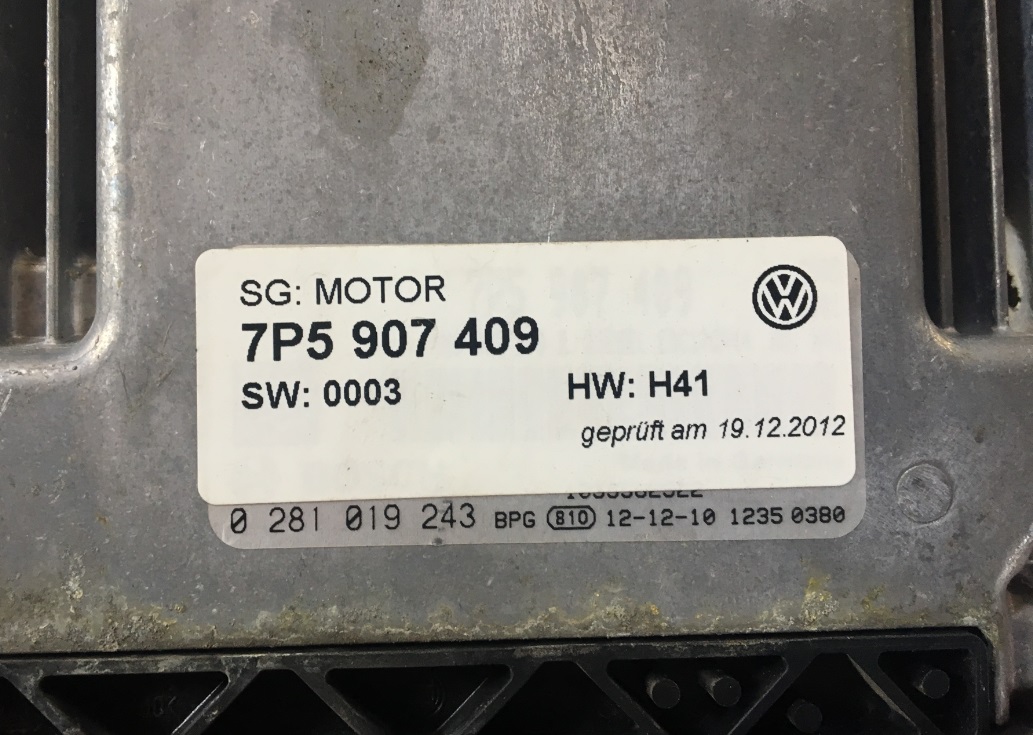 SG: MOTOR
7P5 907 409
SW: 0003 HW: H41
geprüft am 19.12.2012
0 281 019 243 BPG 810 12-12-10 1235 0380